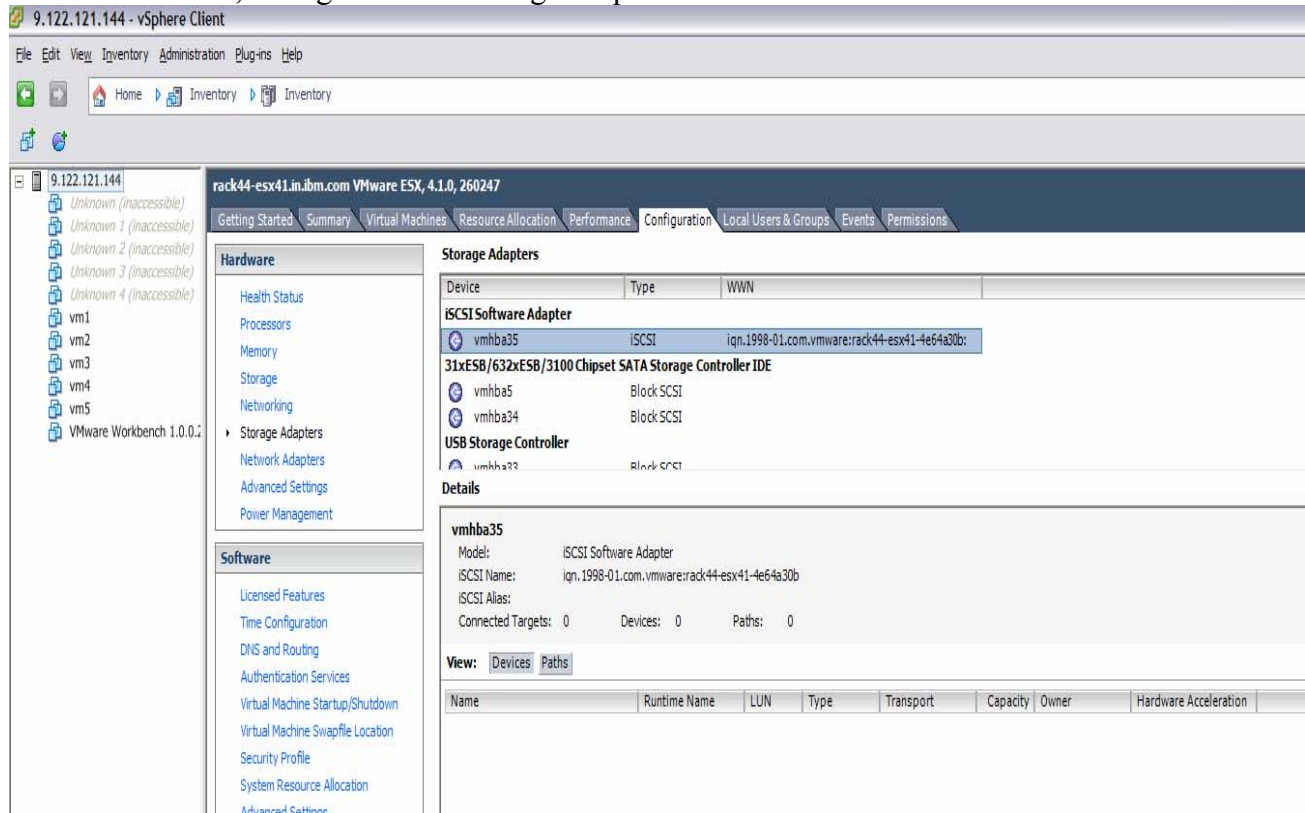 9.122.121.144 - vSphere Client
File Edit View Inventory Administration Plug-ins Help
Home Inventory Inventory
9.122.121.144
Unknown (inaccessible)
Unknown 1 (inaccessible)
Unknown 2 (inaccessible)
Unknown 3 (inaccessible)
Unknown 4 (inaccessible)
vm1
vm2
vm3
vm4
vm5
VMware Workbench 1.0.0.2
rack44-esx41.in.ibm.com VMware ESX, 4.1.0, 260247
Getting Started Summary Virtual Machines Resource Allocation Performance Configuration Local Users & Groups Events Permissions
Hardware
Health Status
Processors
Memory
Storage
Networking
Storage Adapters
Network Adapters
Advanced Settings
Power Management
Software
Licensed Features
Time Configuration
DNS and Routing
Authentication Services
Virtual Machine Startup/Shutdown
Virtual Machine Swapfile Location
Security Profile
System Resource Allocation
Advanced Settings
Storage Adapters
Device Type WWN
iSCSI Software Adapter
vmhba35 iSCSI iqn.1998-01.com.vmware:rack44-esx41-4e64a30b:
31xESB/632xESB/3100 Chipset SATA Storage Controller IDE
vmhba5 Block SCSI
vmhba34 Block SCSI
USB Storage Controller
vmhba33 Block SCSI
Details
vmhba35
Model: iSCSI Software Adapter
iSCSI Name: iqn.1998-01.com.vmware:rack44-esx41-4e64a30b
iSCSI Alias:
Connected Targets: 0 Devices: 0 Paths: 0
View: Devices Paths
Name Runtime Name LUN Type Transport Capacity Owner Hardware Acceleration